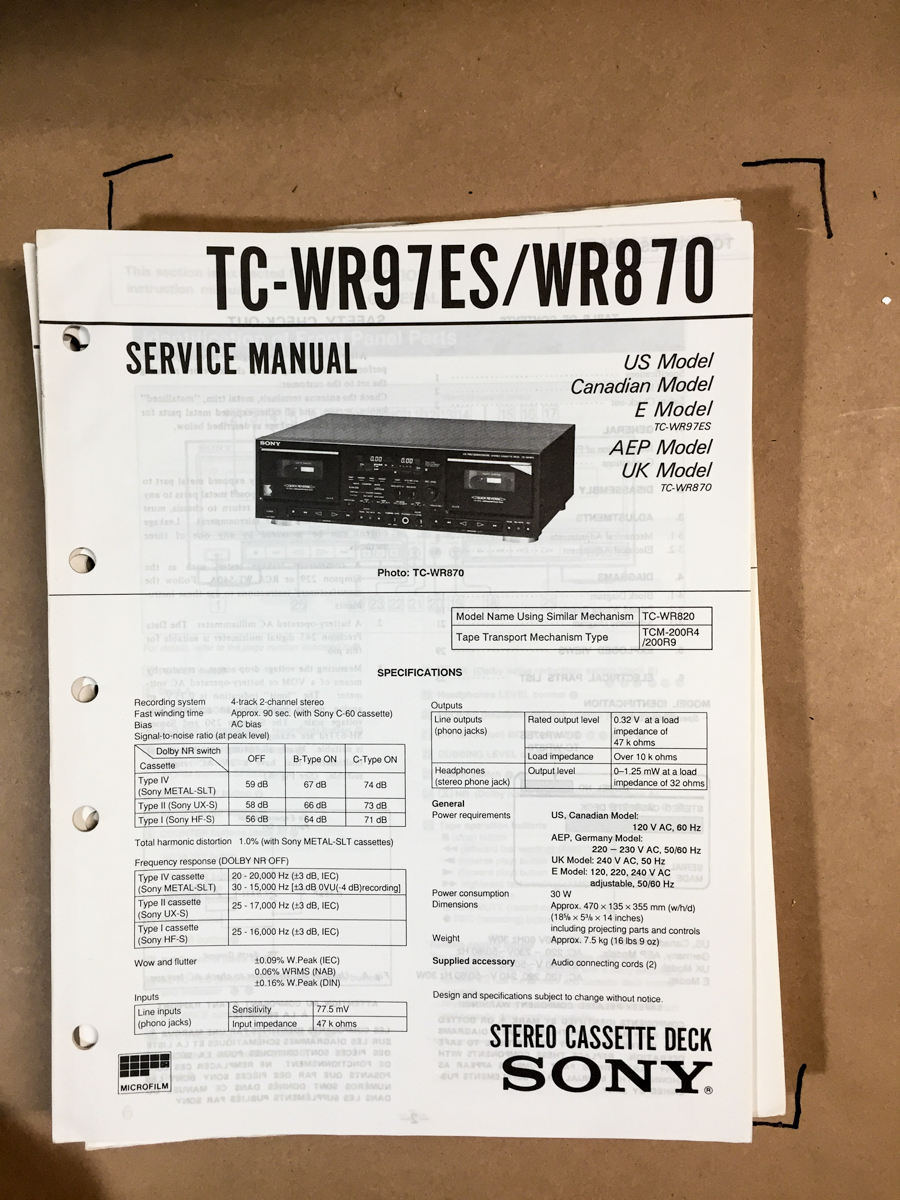 TC-WR97ES/WR870
SERVICE MANUAL
US Model
Canadian Model
E Model
TC-WR97ES
AEP Model
UK Model
TC-WR870
SONY
0.00 0.00
Photo: TC-WR870
Model Name Using Similar Mechanism TC-WR820
Tape Transport Mechanism Type TCM-200R4
/200R9
SPECIFICATIONS
Recording system 4-track 2-channel stereo
Fast winding time Approx. 90 sec. (with Sony C-60 cassette)
Bias AC bias
Signal-to-noise ratio (at peak level)
Dolby NR switch
Cassette
OFF B-Type ON C-Type ON
Type IV
(Sony METAL-SLT) 59 dB 67 dB 74 dB
Type II (Sony UX-S) 58 dB 66 dB 73 dB
Type I (Sony HF-S) 56 dB 64 dB 71 dB
Total harmonic distortion 1.0% (with Sony METAL-SLT cassettes)
Frequency response (DOLBY NR OFF)
Type IV cassette 20 - 20,000 Hz (±3 dB, IEC)
(Sony METAL-SLT) 30 - 15,000 Hz [±3 dB 0VU(-4 dB)recording]
Type II cassette
(Sony UX-S) 25 - 17,000 Hz (±3 dB, IEC)
Type I cassette
(Sony HF-S) 25 - 16,000 Hz (±3 dB, IEC)
Wow and flutter ±0.09% W.Peak (IEC)
0.06% WRMS (NAB)
±0.16% W.Peak (DIN)
Inputs
Line inputs
(phono jacks)
Sensitivity 77.5 mV
Input impedance 47 k ohms
MICROFILM
Outputs
Line outputs
(phono jacks)
Rated output level 0.32 V at a load
impedance of
47 k ohms
Load impedance Over 10 k ohms
Headphones
(stereo phone jack)
Output level 0–1.25 mW at a load
impedance of 32 ohms
General
Power requirements US, Canadian Model:
120 V AC, 60 Hz
AEP, Germany Model:
220 – 230 V AC, 50/60 Hz
UK Model: 240 V AC, 50 Hz
E Model: 120, 220, 240 V AC
adjustable, 50/60 Hz
Power consumption 30 W
Dimensions Approx. 470 × 135 × 355 mm (w/h/d)
(18⅝ × 5⅜ × 14 inches)
including projecting parts and controls
Weight Approx. 7.5 kg (16 lbs 9 oz)
Supplied accessory Audio connecting cords (2)
Design and specifications subject to change without notice.
STEREO CASSETTE DECK
SONY®